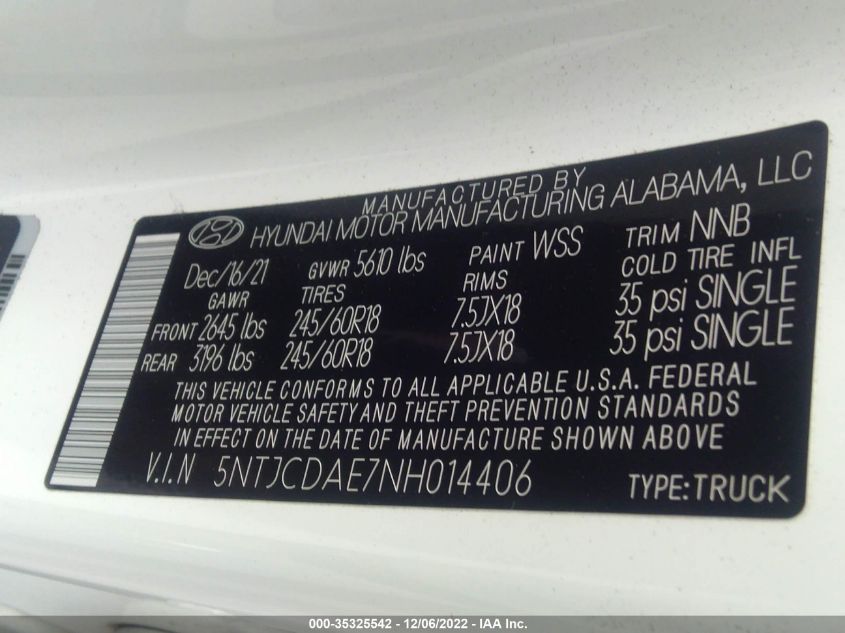 MANUFACTURED BY
HYUNDAI MOTOR MANUFACTURING ALABAMA, LLC
Dec/16/21 GVWR 5610 lbs PAINT WSS TRIM NNB
GAWR TIRES RIMS COLD TIRE INFL
FRONT 2645 lbs 245/60R18 7.5JX18 35 psi SINGLE
REAR 3196 lbs 245/60R18 7.5JX18 35 psi SINGLE
THIS VEHICLE CONFORMS TO ALL APPLICABLE U.S.A. FEDERAL
MOTOR VEHICLE SAFETY AND THEFT PREVENTION STANDARDS
IN EFFECT ON THE DATE OF MANUFACTURE SHOWN ABOVE
V.I.N 5NTJCDAE7NH014406 TYPE:TRUCK
000-35325542 - 12/06/2022 - IAA Inc.